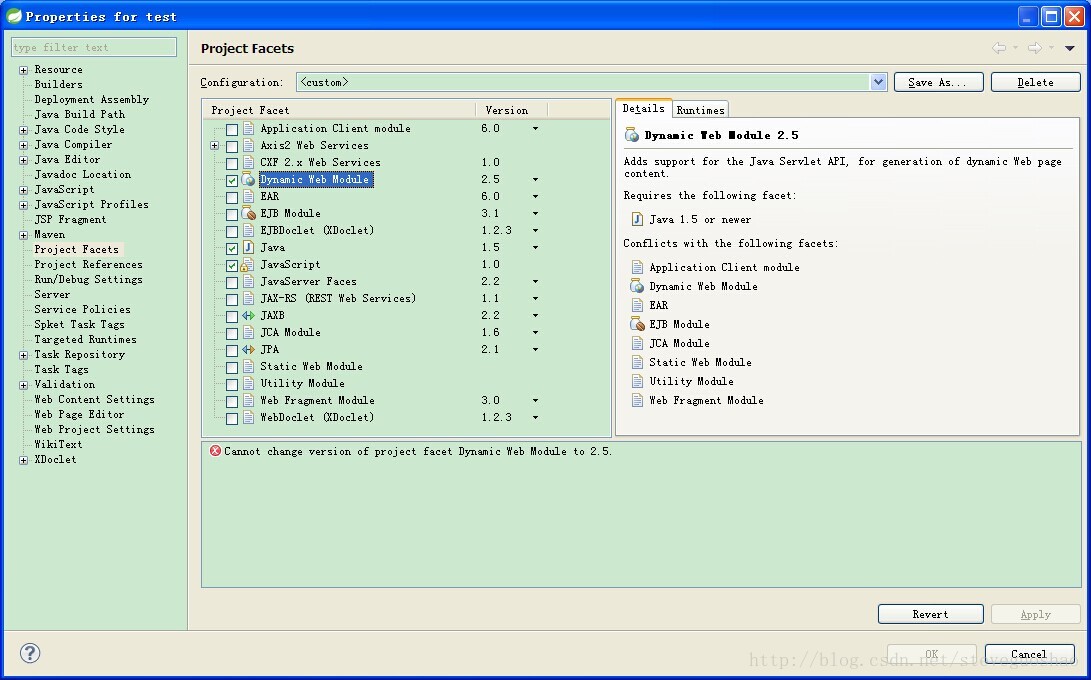 Properties for test
type filter text
Project Facets
Resource
Builders
Deployment Assembly
Java Build Path
Java Code Style
Java Compiler
Java Editor
Javadoc Location
JavaScript
JavaScript Profiles
JSP Fragment
Maven
Project Facets
Project References
Run/Debug Settings
Server
Service Policies
Spket Task Tags
Targeted Runtimes
Task Repository
Task Tags
Validation
Web Content Settings
Web Page Editor
Web Project Settings
WikiText
XDoclet
Configuration: <custom> Save As... Delete
Project Facet Version
Application Client module 6.0
Axis2 Web Services
CXF 2.x Web Services 1.0
Dynamic Web Module 2.5
EAR 6.0
EJB Module 3.1
EJBDoclet (XDoclet) 1.2.3
Java 1.5
JavaScript 1.0
JavaServer Faces 2.2
JAX-RS (REST Web Services) 1.1
JAXB 2.2
JCA Module 1.6
JPA 2.1
Static Web Module
Utility Module
Web Fragment Module 3.0
WebDoclet (XDoclet) 1.2.3
Details Runtimes
Dynamic Web Module 2.5
Adds support for the Java Servlet API, for generation of dynamic Web page
content.
Requires the following facet:
Java 1.5 or newer
Conflicts with the following facets:
Application Client module
Dynamic Web Module
EAR
EJB Module
JCA Module
Static Web Module
Utility Module
Web Fragment Module
Cannot change version of project facet Dynamic Web Module to 2.5.
Revert Apply
OK Cancel
http://blog.csdn.net/